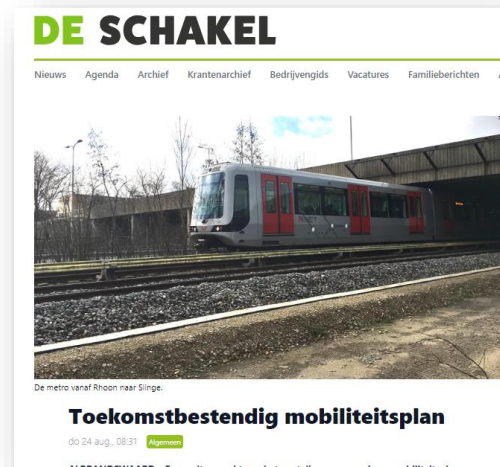 DE SCHAKEL
Nieuws Agenda Archief Krantenarchief Bedrijvengids Vacatures Familieberichten
De metro vanaf Rhoon naar Slinge.
Toekomstbestendig mobiliteitsplan
do 24 aug., 08:31 Algemeen